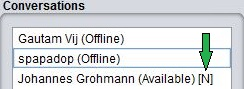 Conversations
Gautam Vij (Offline)
spapadop (Offline)
Johannes Grohmann (Available) [N]